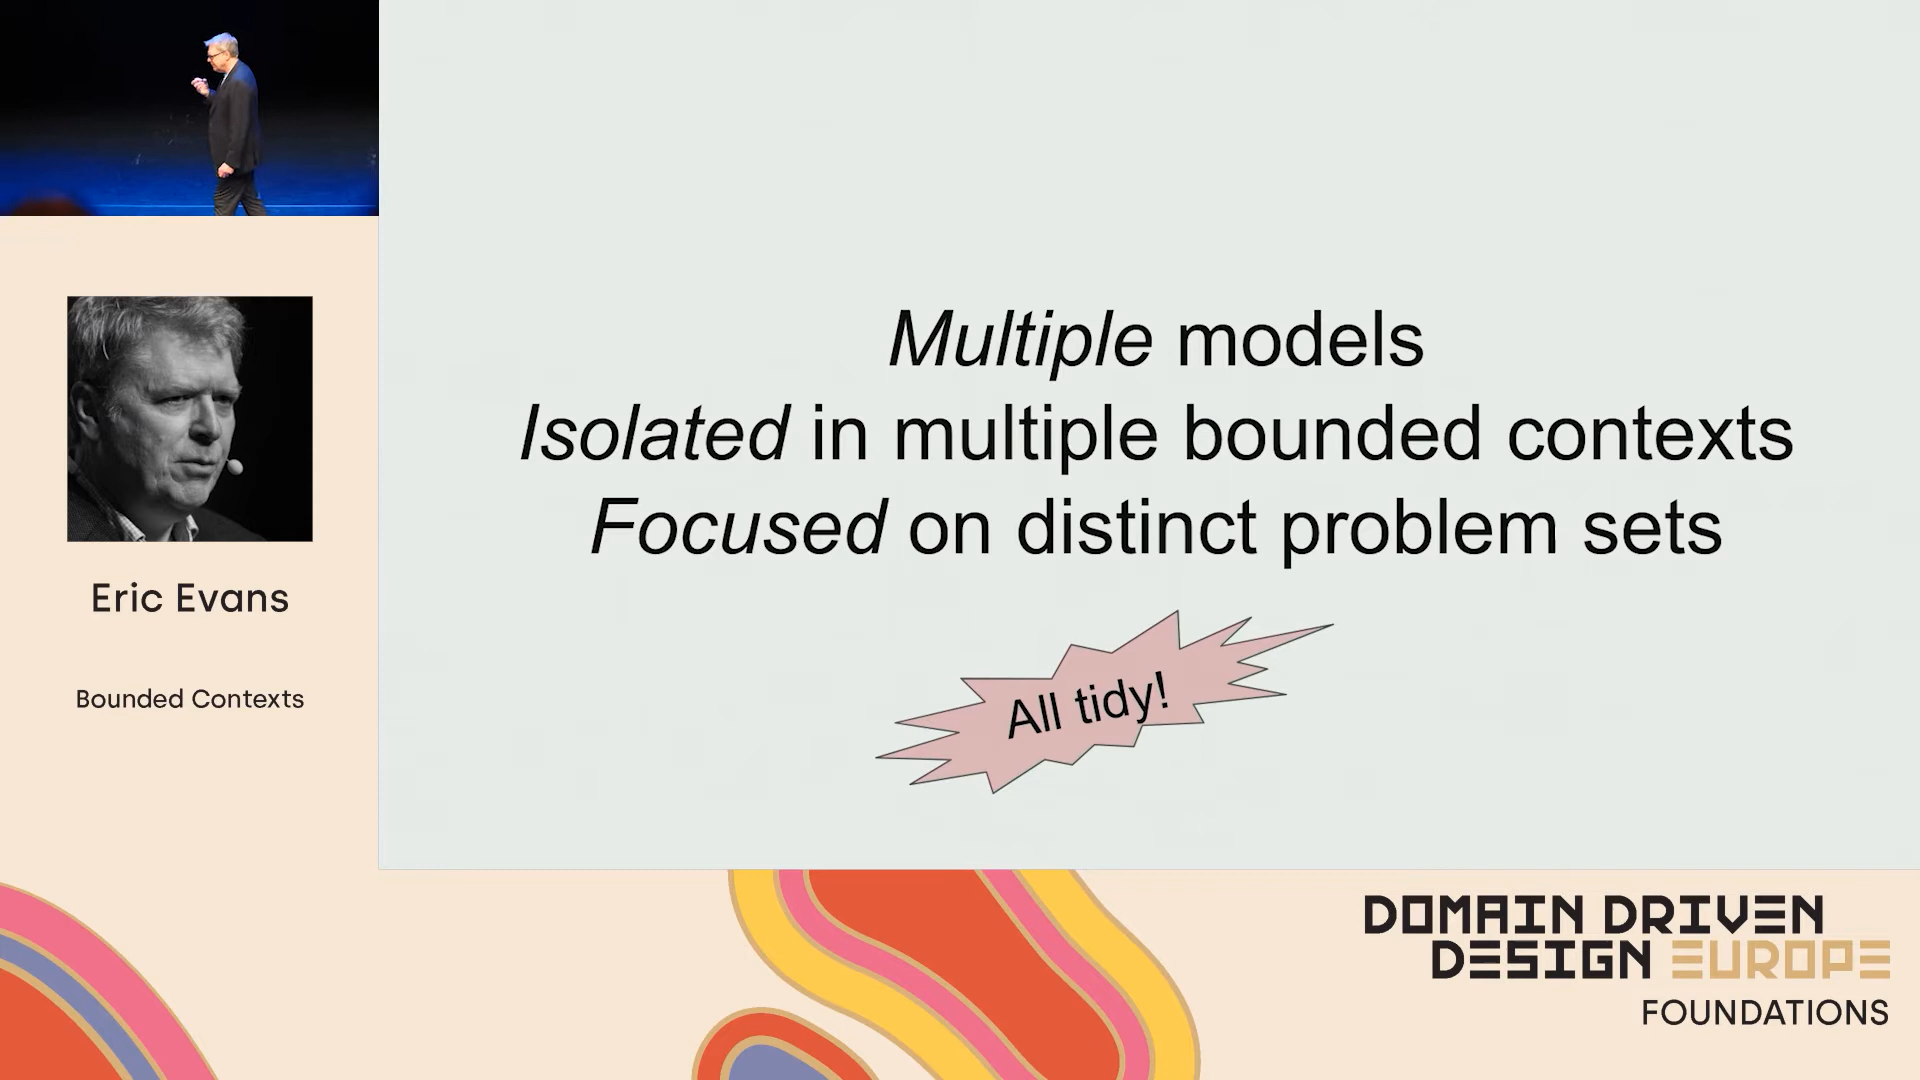 Multiple models
Isolated in multiple bounded contexts
Focused on distinct problem sets
All tidy!
Eric Evans
Bounded Contexts
DOMAIN DRIVEN
DESIGN EUROPE
FOUNDATIONS